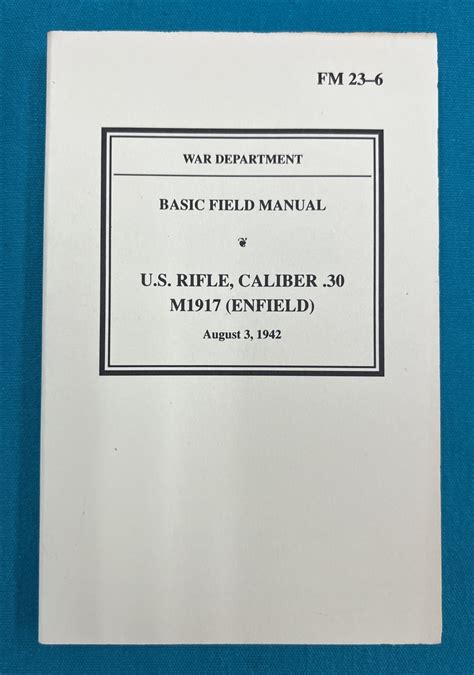 FM 23–6
WAR DEPARTMENT
BASIC FIELD MANUAL
U.S. RIFLE, CALIBER .30
M1917 (ENFIELD)
August 3, 1942